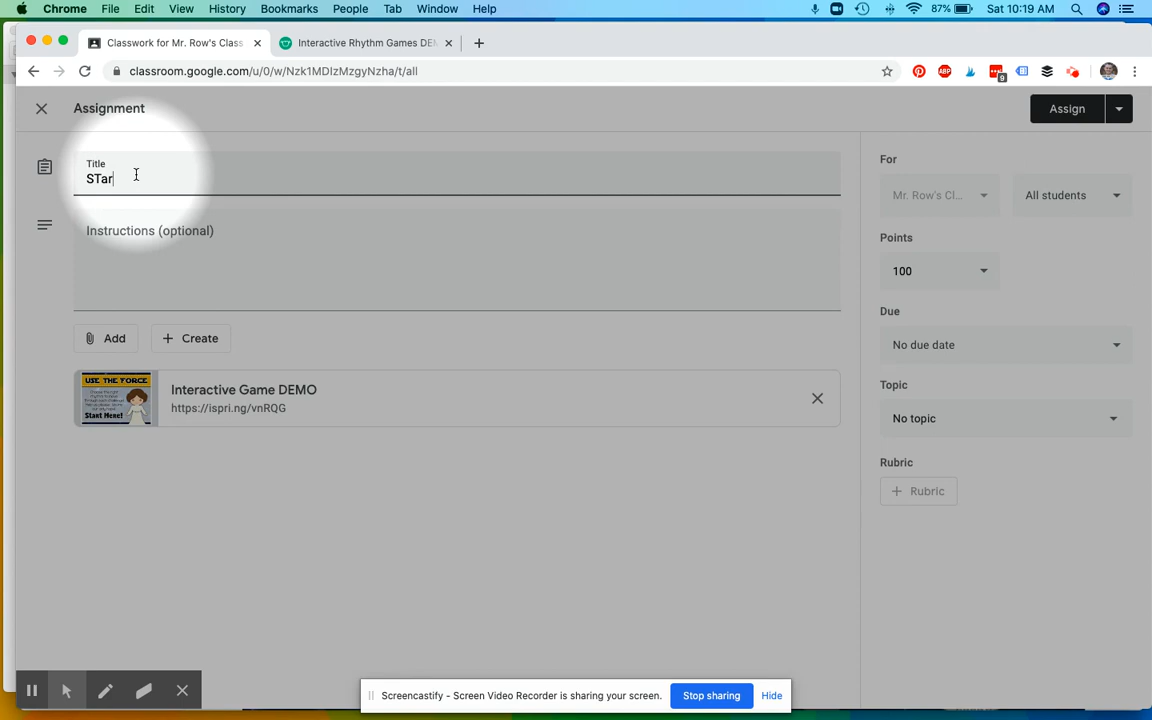 Chrome File Edit View History Bookmarks People Tab Window Help 87% Sat 10:19 AM
Classwork for Mr. Row's Class
Interactive Rhythm Games DEM
classroom.google.com/u/0/w/Nzk1MDIzMzgyNzha/t/all
ABP
9
Assignment
Assign
Title
STar
Instructions (optional)
Add
Create
USE THE FORCE
Start Here!
Interactive Game DEMO
https://ispri.ng/vnRQG
For
Mr. Row's Cl...
All students
Points
100
Due
No due date
Topic
No topic
Rubric
Rubric
Screencastify - Screen Video Recorder is sharing your screen.
Stop sharing
Hide